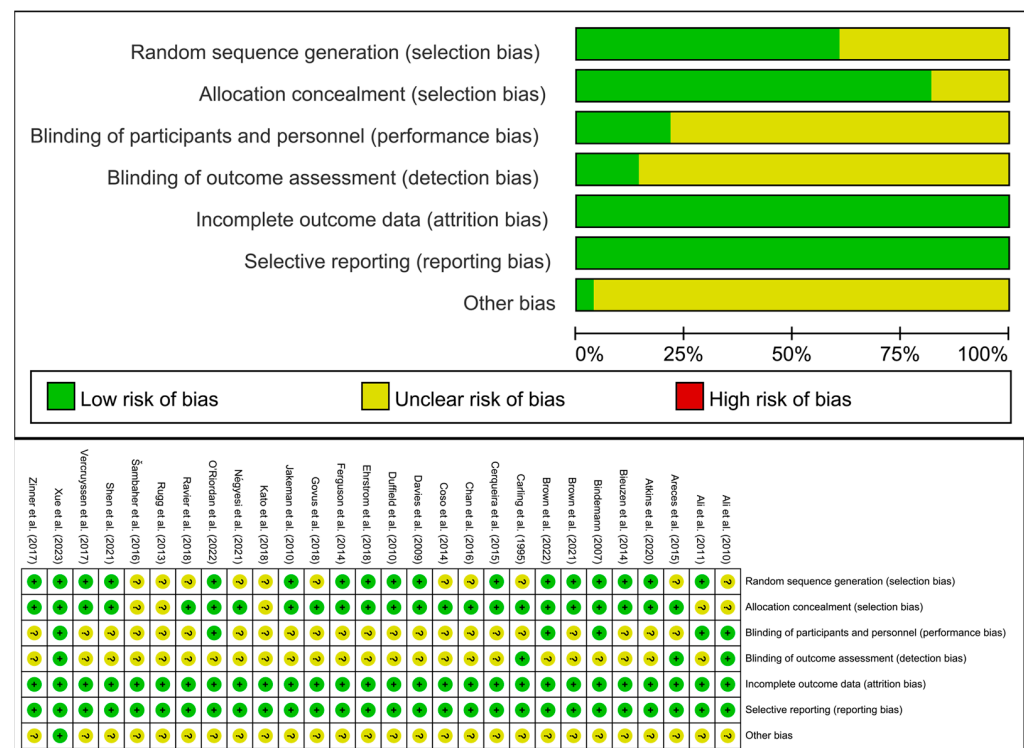 Random sequence generation (selection bias)
Allocation concealment (selection bias)
Blinding of participants and personnel (performance bias)
Blinding of outcome assessment (detection bias)
Incomplete outcome data (attrition bias)
Selective reporting (reporting bias)
Other bias
0% 25% 50% 75% 100%
Low risk of bias Unclear risk of bias High risk of bias
Zinner et al. (2017)
Xue et al. (2023)
Vercruyssen et al. (2017)
Shen et al. (2021)
Šambaher et al. (2016)
Rugg et al. (2013)
Ravier et al. (2018)
O'Riordan et al. (2022)
Négyesi et al. (2021)
Kato et al. (2018)
Jakeman et al. (2010)
Govus et al. (2018)
Ferguson et al. (2014)
Ehrstrom et al. (2018)
Duffield et al. (2010)
Davies et al. (2009)
Coso et al. (2014)
Chan et al. (2016)
Cerqueira et al. (2015)
Carling et al. (1995)
Brown et al. (2022)
Brown et al. (2021)
Bindemann (2007)
Bieuzen et al. (2014)
Atkins et al. (2020)
Areces et al. (2015)
Ali et al. (2011)
Ali et al. (2010)
+ + + + ? ? ? + ? ? + ? + + + + ? ? + ? + + + + + ? + ? Random sequence generation (selection bias)
+ + + + ? ? + + + ? + + + + + + + + + + + + + + + + ? ? Allocation concealment (selection bias)
? + ? ? ? ? ? + ? ? ? ? ? ? ? ? ? ? ? ? + ? + ? ? ? + + Blinding of participants and personnel (performance bias)
? + ? ? ? ? ? ? ? ? ? ? ? ? ? ? ? ? ? + ? ? ? ? ? + ? + Blinding of outcome assessment (detection bias)
+ + + + + + + + + + + + + + + + + + + + + + + + + + + + Incomplete outcome data (attrition bias)
+ + + + + + + + + + + + + + + + + + + + + + + + + + + + Selective reporting (reporting bias)
? + ? ? ? ? ? ? ? ? ? ? ? ? ? ? ? ? ? ? ? ? ? ? ? ? ? ? Other bias